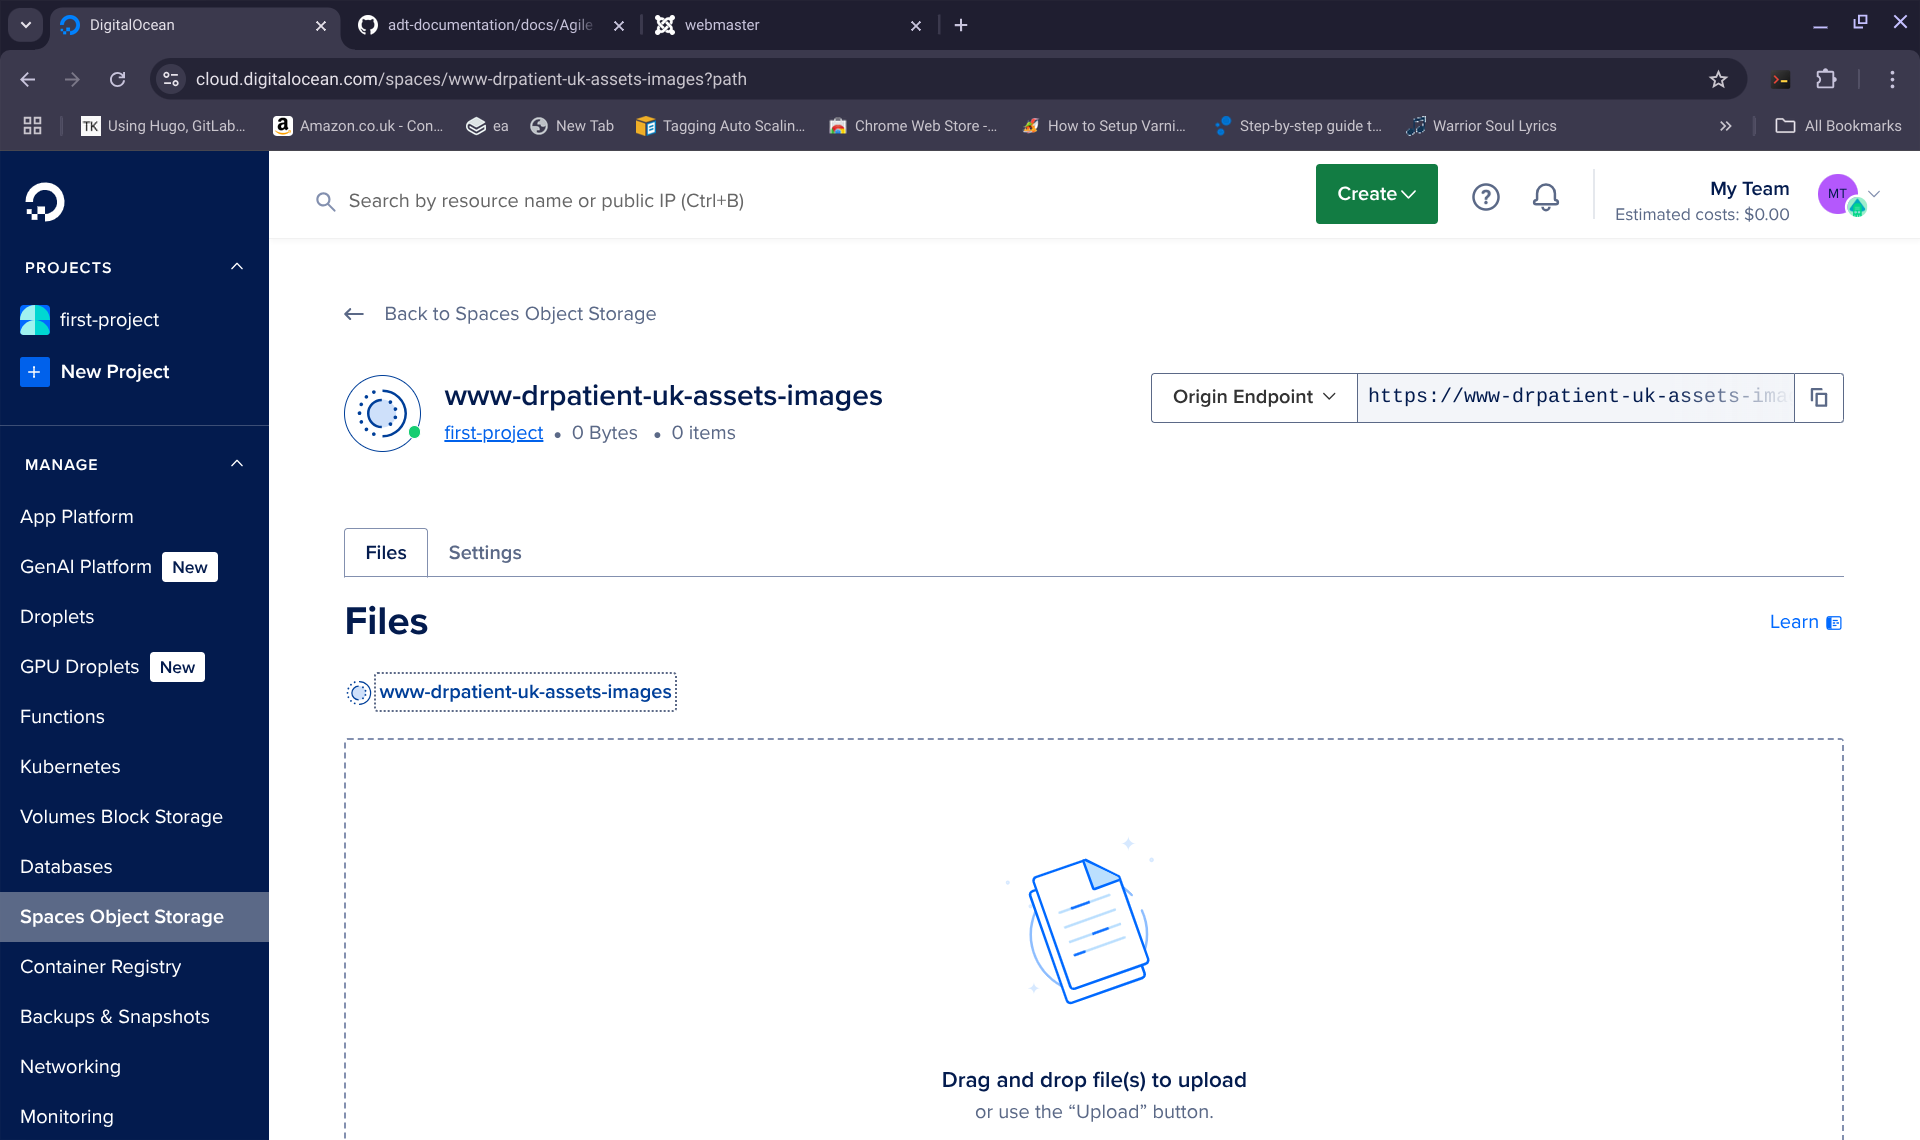 DigitalOcean
adt-documentation/docs/Agile
webmaster
cloud.digitalocean.com/spaces/www-drpatient-uk-assets-images?path
TK Using Hugo, GitLab...
Amazon.co.uk - Con...
ea
New Tab
Tagging Auto Scalin...
Chrome Web Store -...
How to Setup Varni...
Step-by-step guide t...
Warrior Soul Lyrics
All Bookmarks
Search by resource name or public IP (Ctrl+B)
Create
My Team
Estimated costs: $0.00
MT
PROJECTS
first-project
New Project
MANAGE
App Platform
GenAI Platform New
Droplets
GPU Droplets New
Functions
Kubernetes
Volumes Block Storage
Databases
Spaces Object Storage
Container Registry
Backups & Snapshots
Networking
Monitoring
Back to Spaces Object Storage
www-drpatient-uk-assets-images
first-project • 0 Bytes • 0 items
Origin Endpoint
https://www-drpatient-uk-assets-ima
Files
Settings
Files
Learn
www-drpatient-uk-assets-images
Drag and drop file(s) to upload
or use the “Upload” button.